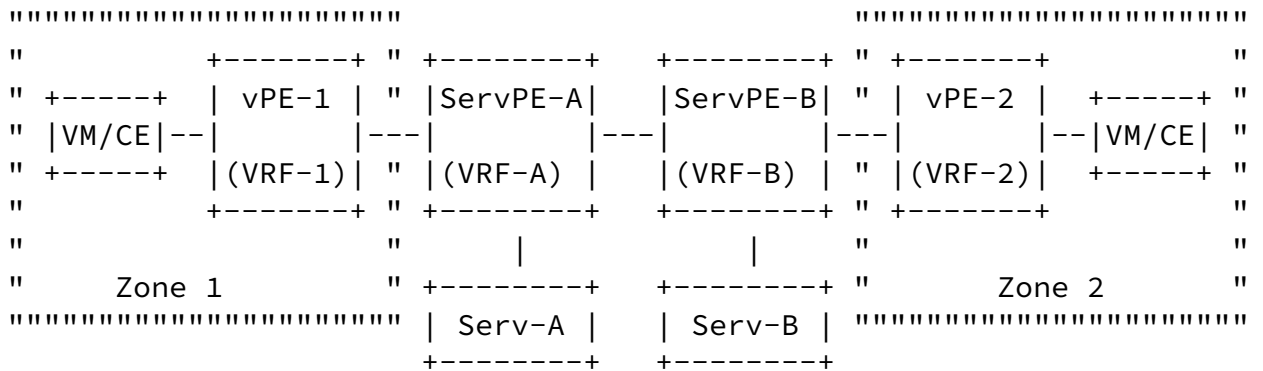 """""""""""""""""""""                   """""""""""""""""""""
"        +-------+ " +--------+  +--------+ " +-------+        "
" +-----+ | vPE-1 | " |ServPE-A|  |ServPE-B| " | vPE-2 | +-----+ "
" |VM/CE|--|       |---|        |---|        |---|       |--|VM/CE| "
" +-----+ |(VRF-1)| " |(VRF-A) |  |(VRF-B) | " |(VRF-2)| +-----+ "
"        +-------+ " +--------+  +--------+ " +-------+        "
"                  "     |           |      "                  "
"    Zone 1        " +--------+  +--------+ "      Zone 2      "
""""""""""""""""""""" | Serv-A |  | Serv-B | """""""""""""""""""""
+--------+  +--------+